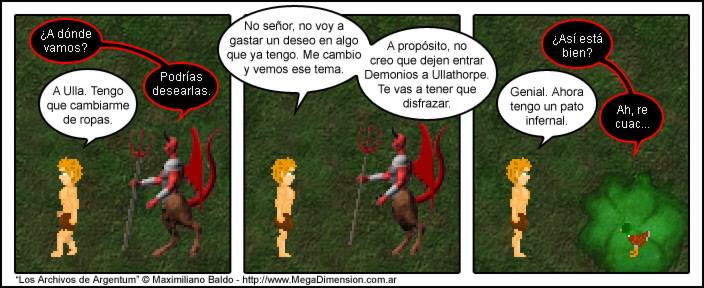 ¿A dónde
vamos?
A Ulla. Tengo
que cambiarme
de ropas.
Podrías
desearlas.
No señor, no voy a
gastar un deseo en algo
que ya tengo. Me cambio
y vemos ese tema.
A propósito, no
creo que dejen entrar
Demonios a Ullathorpe.
Te vas a tener que
disfrazar.
¿Así está
bien?
Genial. Ahora
tengo un pato
infernal.
Ah, re
cuac...
"Los Archivos de Argentum" © Maximiliano Baldo - http://www.MegaDimension.com.ar